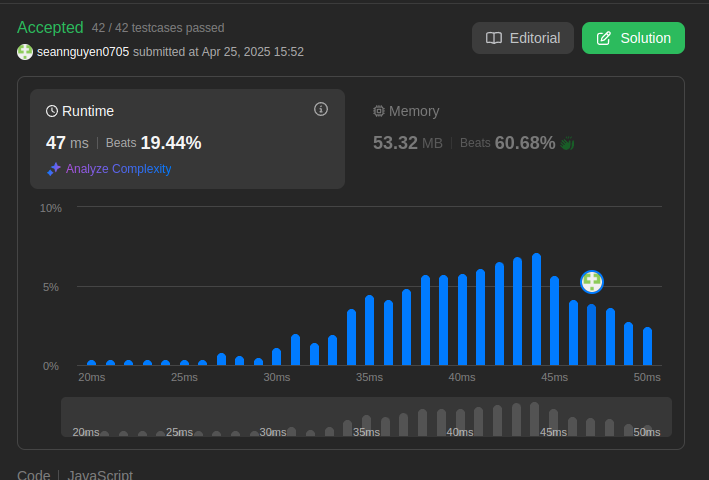 Accepted 42 / 42 testcases passed
seannguyen0705 submitted at Apr 25, 2025 15:52
Editorial
Solution
Runtime
47 ms | Beats 19.44%
Analyze Complexity
Memory
53.32 MB | Beats 60.68%
10%
5%
0%
20ms 25ms 30ms 35ms 40ms 45ms 50ms
20ms 25ms 30ms 35ms 40ms 45ms 50ms
Code | JavaScript